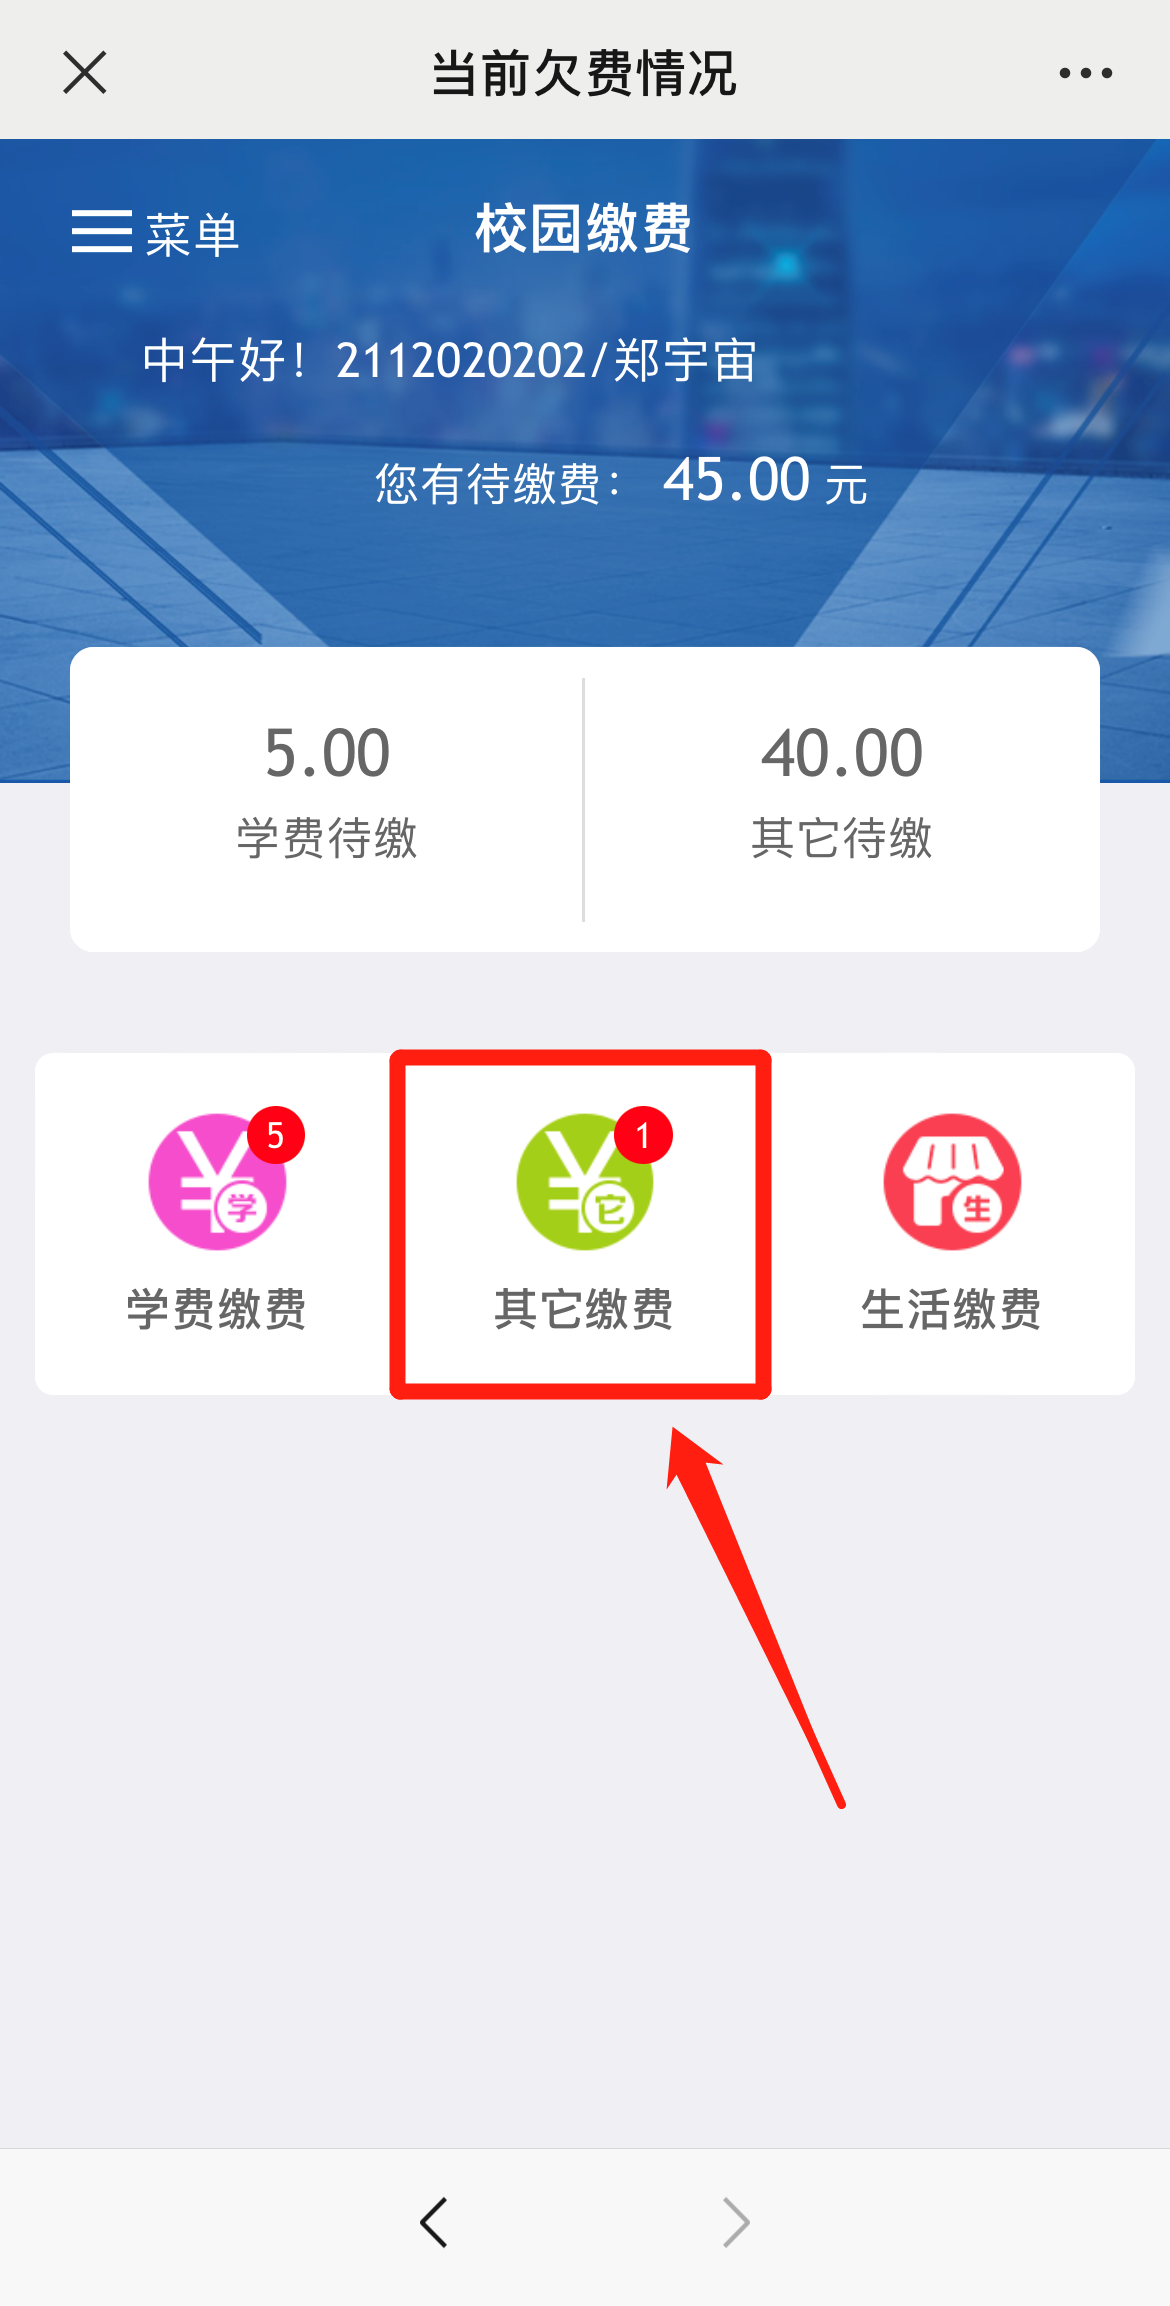 当前欠费情况
菜单
校园缴费
中午好！2112020202/郑宇宙
您有待缴费： 45.00 元
5.00
学费待缴
40.00
其它待缴
5
学
学费缴费
1
它
其它缴费
生
生活缴费